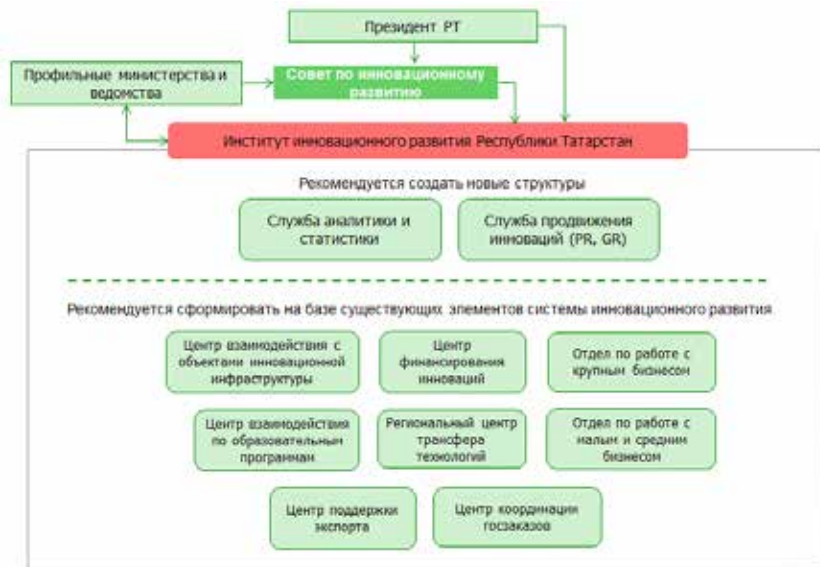 Президент РТ
Профильные министерства и
ведомства
Совет по инновационному
развитию
Институт инновационного развития Республики Татарстан
Рекомендуется создать новые структуры
Служба аналитики и
статистики
Служба продвижения
инноваций (PR, GR)
Рекомендуется сформировать на базе существующих элементов системы инновационного развития
Центр взаимодействия с
объектами инновационной
инфраструктуры
Центр
финансирования
инноваций
Отдел по работе с
крупным бизнесом
Центр взаимодействия
по образовательным
программам
Региональный центр
трансфера
технологий
Отдел по работе с
малым и средним
бизнесом
Центр поддержки
экспорта
Центр координации
госзаказов